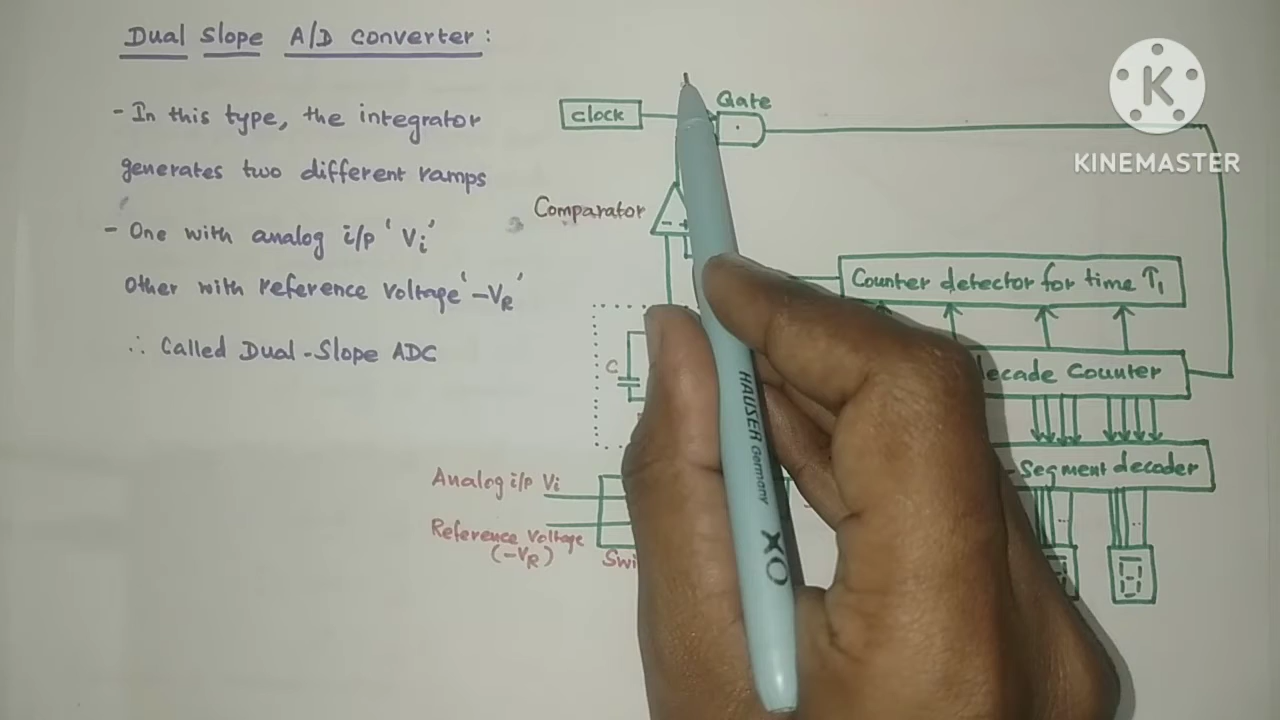 Dual Slope A/D Converter:
- In this type, the integrator
generates two different ramps
- One with analog i/p 'Vi'
other with reference voltage '-VR'
∴ Called Dual-Slope ADC
clock
Gate
Comparator
- +
Counter detector for time T1
decade Counter
C
-Segment decoder
Analog i/p Vi
Reference Voltage
(-VR)
HAUSER Germany XO
KINEMASTER